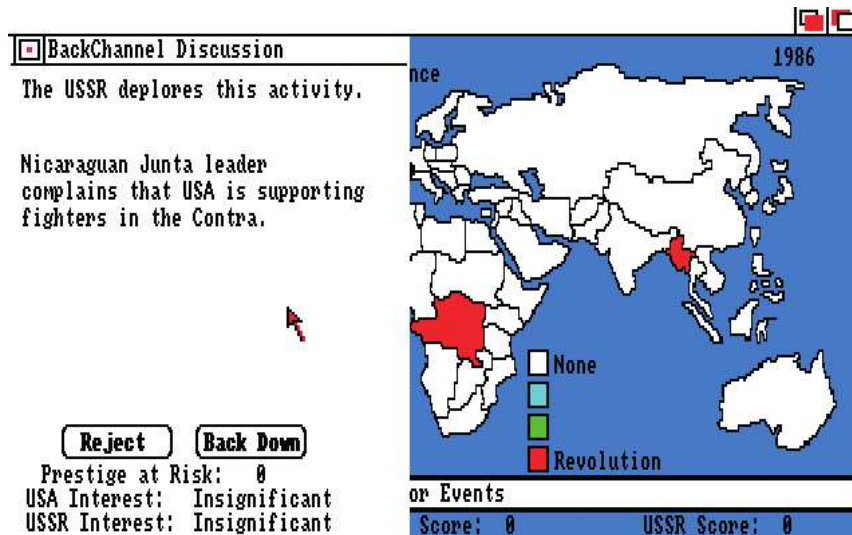 BackChannel Discussion
The USSR deplores this activity.
Nicaraguan Junta leader
complains that USA is supporting
fighters in the Contra.
Reject
Back Down
Prestige at Risk: 0
USA Interest: Insignificant
USSR Interest: Insignificant
nce
1986
None
Revolution
or Events
Score: 0
USSR Score: 0